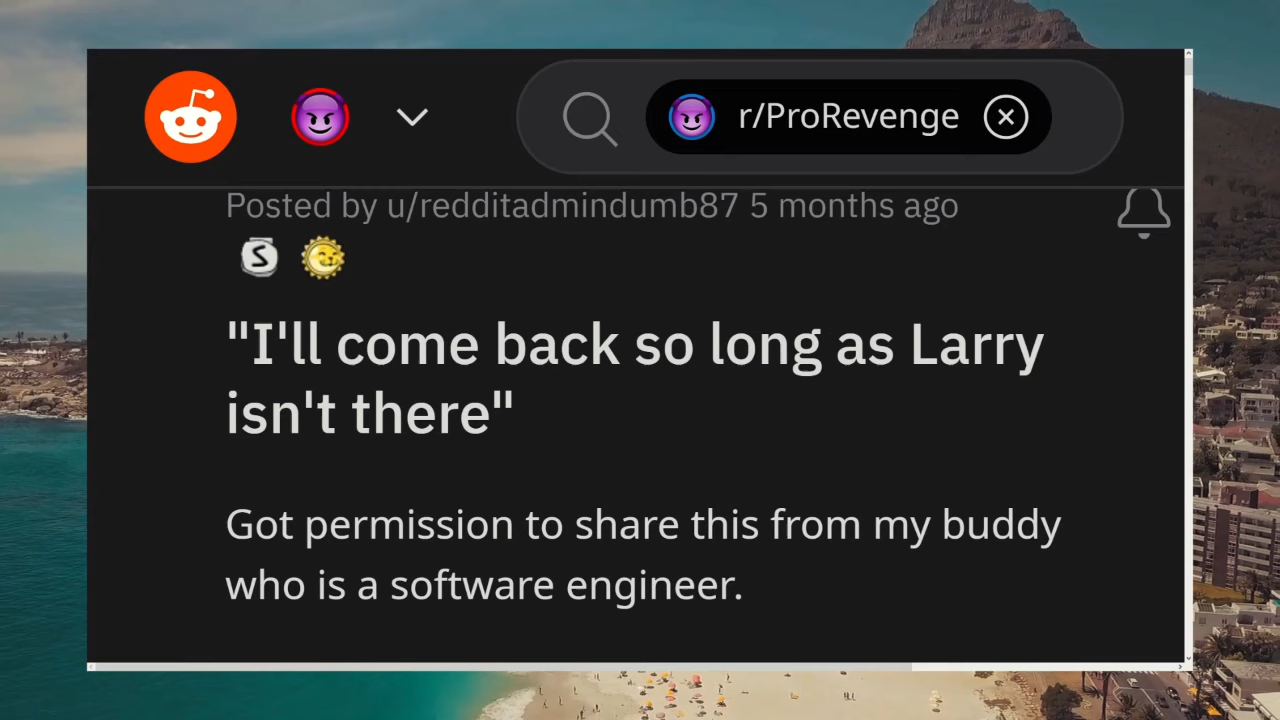 r/ProRevenge
Posted by u/redditadmindumb87 5 months ago
"I'll come back so long as Larry
isn't there"
Got permission to share this from my buddy
who is a software engineer.